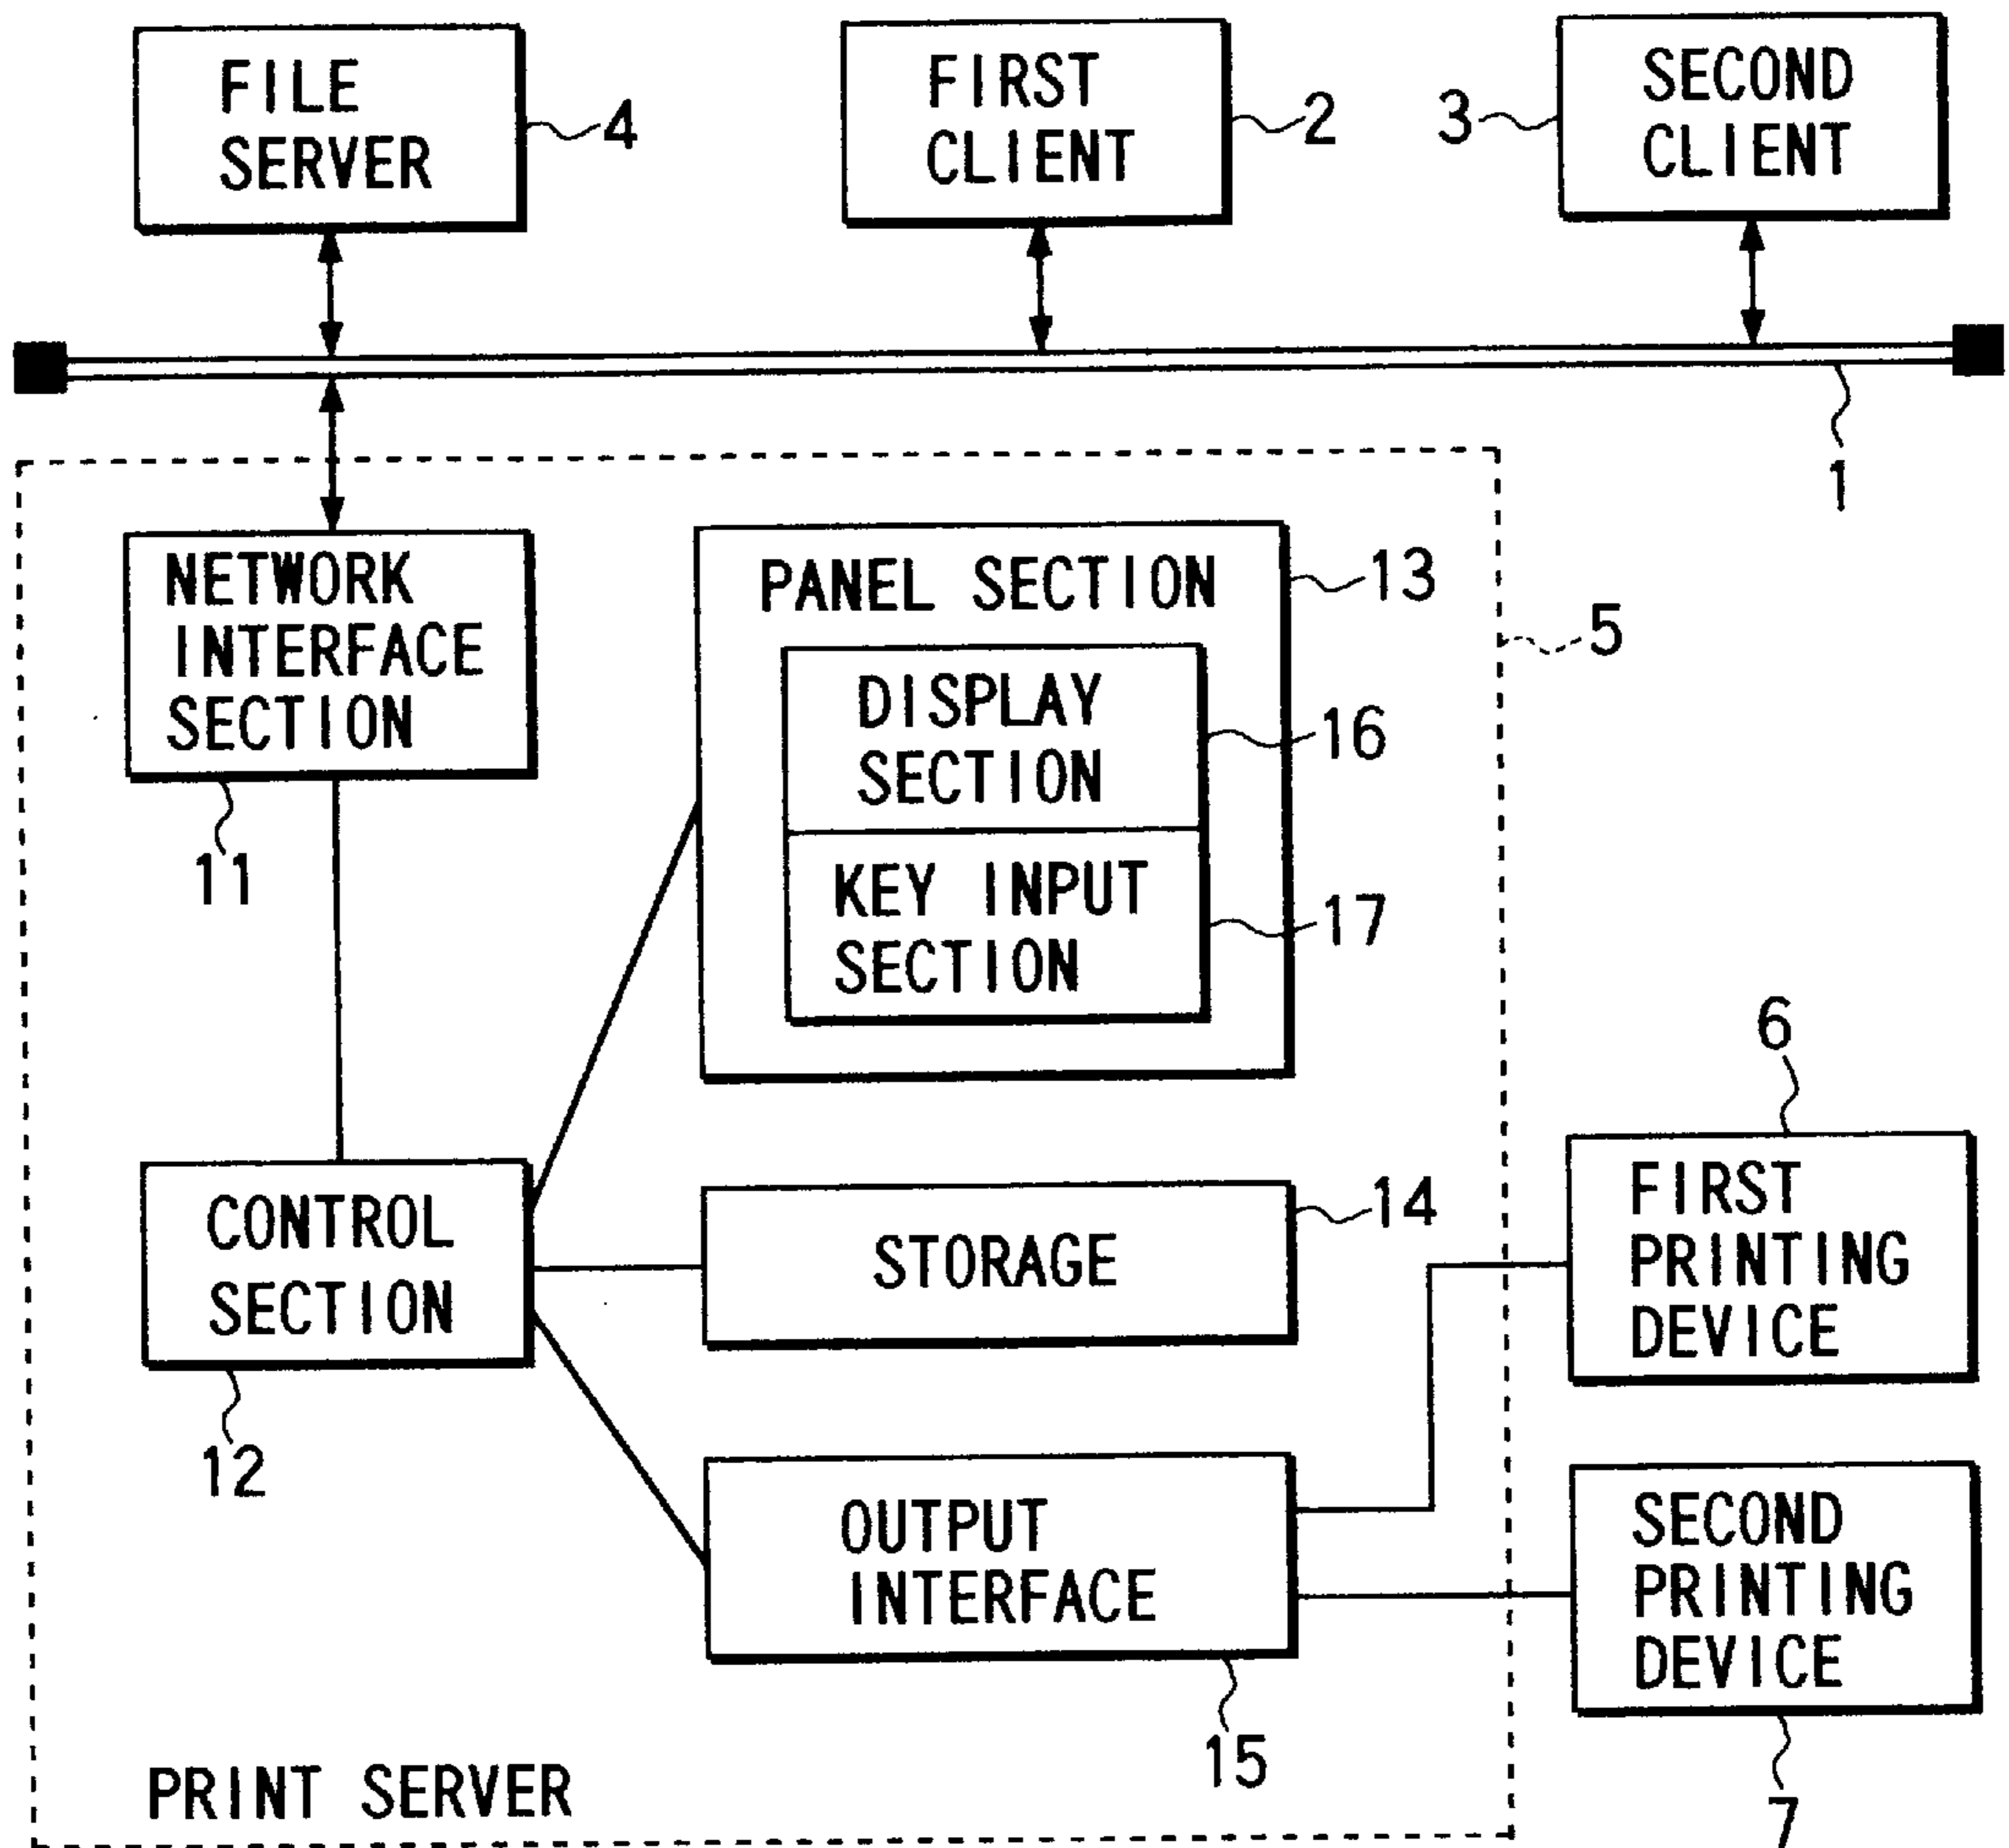 FILE
SERVER
4
FIRST
CLIENT
2
3
SECOND
CLIENT
1
NETWORK
INTERFACE
SECTION
11
PANEL SECTION
13
5
DISPLAY
SECTION
16
KEY INPUT
SECTION
17
6
CONTROL
SECTION
12
STORAGE
14
FIRST
PRINTING
DEVICE
OUTPUT
INTERFACE
15
SECOND
PRINTING
DEVICE
7
PRINT SERVER